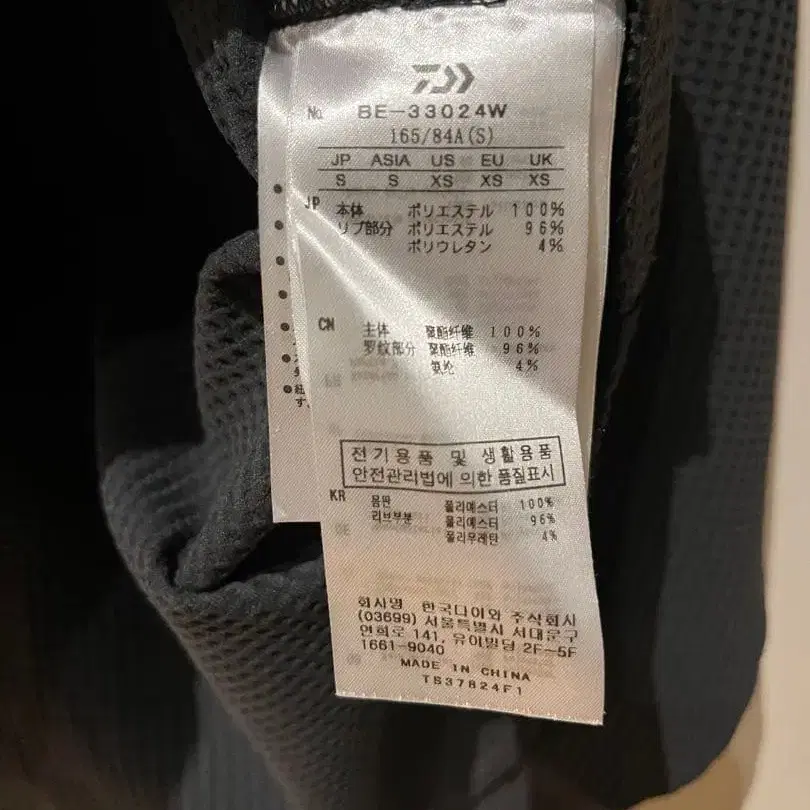 No. BE-33024W
165/84A(S)
JP ASIA US EU UK
S S XS XS XS
JP 本体 ポリエステル 100%
リブ部分 ポリエステル 96%
ポリウレタン 4%
CN 主体 聚酯纤维 100%
罗纹部分 聚酯纤维 96%
氨纶 4%
전기용품 및 생활용품
안전관리법에 의한 품질표시
KR 몸판 폴리에스터 100%
리브부분 폴리에스터 96%
폴리우레탄 4%
회사명 한국다이와 주식회사
(03699) 서울특별시 서대문구
연희로 141, 유아빌딩 2F-5F
1661-9040
MADE IN CHINA
TS37824F1